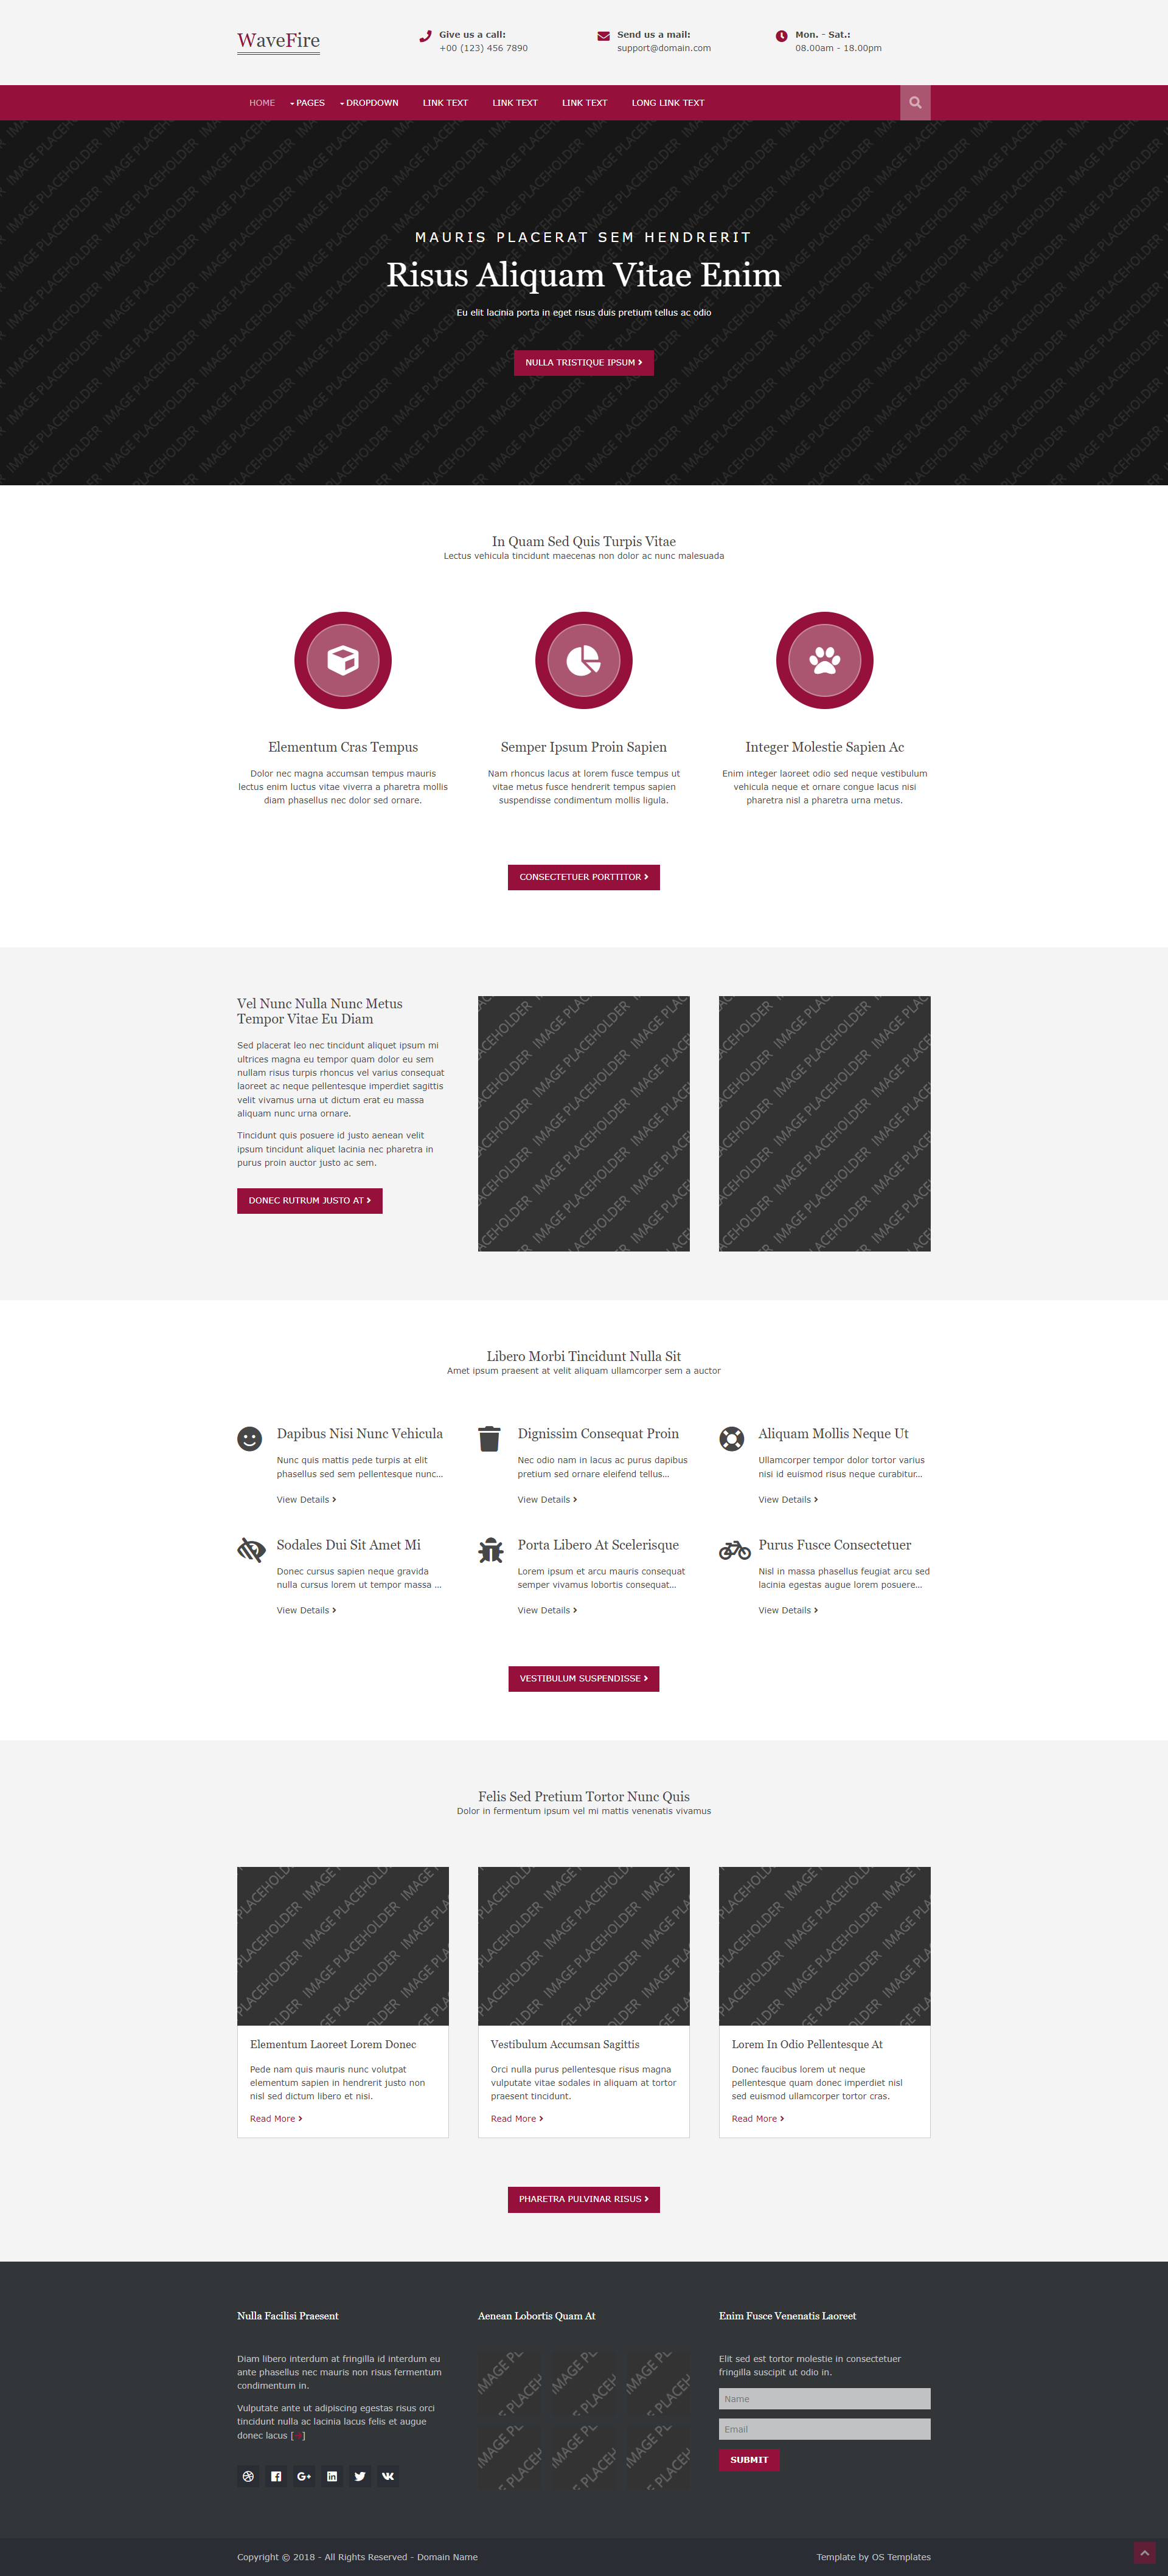 WaveFire
Give us a call:
+00 (123) 456 7890
Send us a mail:
support@domain.com
Mon. - Sat.:
08.00am - 18.00pm
HOME PAGES DROPDOWN LINK TEXT LINK TEXT LINK TEXT LONG LINK TEXT
MAURIS PLACERAT SEM HENDRERIT
Risus Aliquam Vitae Enim
Eu elit lacinia porta in eget risus duis pretium tellus ac odio
NULLA TRISTIQUE IPSUM
In Quam Sed Quis Turpis Vitae
Lectus vehicula tincidunt maecenas non dolor ac nunc malesuada
Elementum Cras Tempus
Dolor nec magna accumsan tempus mauris
lectus enim luctus vitae viverra a pharetra mollis
diam phasellus nec dolor sed ornare.
Semper Ipsum Proin Sapien
Nam rhoncus lacus at lorem fusce tempus ut
vitae metus fusce hendrerit tempus sapien
suspendisse condimentum mollis ligula.
Integer Molestie Sapien Ac
Enim integer laoreet odio sed neque vestibulum
vehicula neque et ornare congue lacus nisi
pharetra nisl a pharetra urna metus.
CONSECTETUER PORTTITOR
Vel Nunc Nulla Nunc Metus
Tempor Vitae Eu Diam
Sed placerat leo nec tincidunt aliquet ipsum mi
ultrices magna eu tempor quam dolor eu sem
nullam risus turpis rhoncus vel varius consequat
laoreet ac neque pellentesque imperdiet sagittis
velit vivamus urna ut dictum erat eu massa
aliquam nunc urna ornare.
Tincidunt quis posuere id justo aenean velit
ipsum tincidunt aliquet lacinia nec pharetra in
purus proin auctor justo ac sem.
DONEC RUTRUM JUSTO AT
IMAGE PLACEHOLDER
IMAGE PLACEHOLDER
Libero Morbi Tincidunt Nulla Sit
Amet ipsum praesent at velit aliquam ullamcorper sem a auctor
Dapibus Nisi Nunc Vehicula
Nunc quis mattis pede turpis at elit
phasellus sed sem pellentesque nunc...
View Details
Dignissim Consequat Proin
Nec odio nam in lacus ac purus dapibus
pretium sed ornare eleifend tellus...
View Details
Aliquam Mollis Neque Ut
Ullamcorper tempor dolor tortor varius
nisi id euismod risus neque curabitur...
View Details
Sodales Dui Sit Amet Mi
Donec cursus sapien neque gravida
nulla cursus lorem ut tempor massa ...
View Details
Porta Libero At Scelerisque
Lorem ipsum et arcu mauris consequat
semper vivamus lobortis consequat...
View Details
Purus Fusce Consectetuer
Nisl in massa phasellus feugiat arcu sed
lacinia egestas augue lorem posuere...
View Details
VESTIBULUM SUSPENDISSE
Felis Sed Pretium Tortor Nunc Quis
Dolor in fermentum ipsum vel mi mattis venenatis vivamus
IMAGE PLACEHOLDER
IMAGE PLACEHOLDER
IMAGE PLACEHOLDER
Elementum Laoreet Lorem Donec
Pede nam quis mauris nunc volutpat
elementum sapien in hendrerit justo non
nisl sed dictum libero et nisi.
Read More
Vestibulum Accumsan Sagittis
Orci nulla purus pellentesque risus magna
vulputate vitae sodales in aliquam at tortor
praesent tincidunt.
Read More
Lorem In Odio Pellentesque At
Donec faucibus lorem ut neque
pellentesque quam donec imperdiet nisl
sed euismod ullamcorper tortor cras.
Read More
PHARETRA PULVINAR RISUS
Nulla Facilisi Praesent
Diam libero interdum at fringilla id interdum eu
ante phasellus nec mauris non risus fermentum
condimentum in.
Vulputate ante ut adipiscing egestas risus orci
tincidunt nulla ac lacinia lacus felis et augue
donec lacus [ ]
Aenean Lobortis Quam At
Enim Fusce Venenatis Laoreet
Elit sed est tortor molestie in consectetuer
fringilla suscipit ut odio in.
Name
Email
SUBMIT
Copyright © 2018 - All Rights Reserved - Domain Name
Template by OS Templates